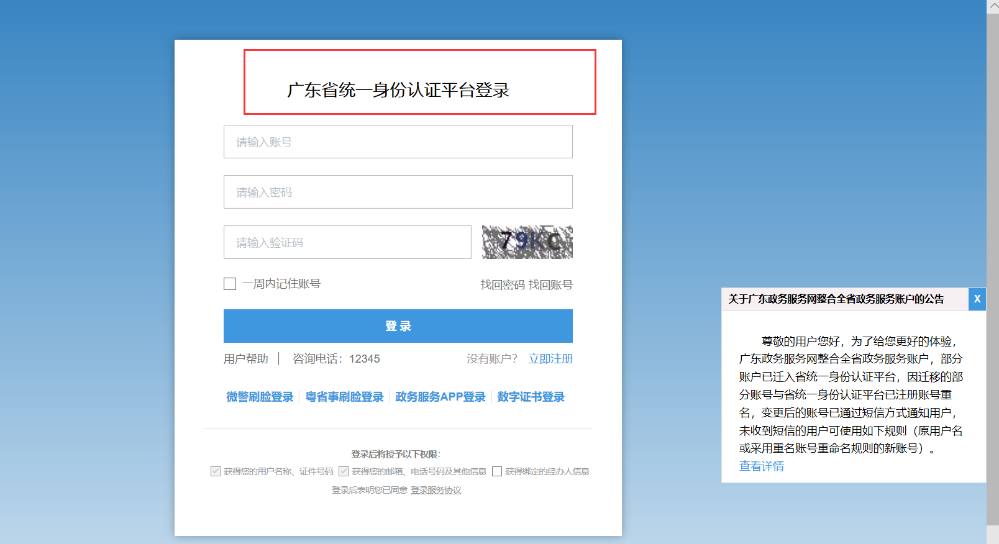 广东省统一身份认证平台登录
请输入账号
请输入密码
请输入验证码
79KC
一周内记住账号
找回密码 找回账号
登 录
用户帮助 | 咨询电话：12345
没有账户？ 立即注册
微警刷脸登录 粤省事刷脸登录 政务服务APP登录 数字证书登录
登录后将授予以下权限：
获得您的用户名称、证件号码 获得您的邮箱、电话号码及其他信息 获得绑定的经办人信息
登录后表明您已同意 登录服务协议
关于广东政务服务网整合全省政务服务账户的公告
X
尊敬的用户您好，为了给您更好的体验，
广东政务服务网整合全省政务服务账户，部分
账户已迁入省统一身份认证平台，因迁移的部
分账号与省统一身份认证平台已注册账号重
名，变更后的账号已通过短信方式通知用户，
未收到短信的用户可使用如下规则（原用户名
或采用重名账号重命名规则的新账号）。
查看详情